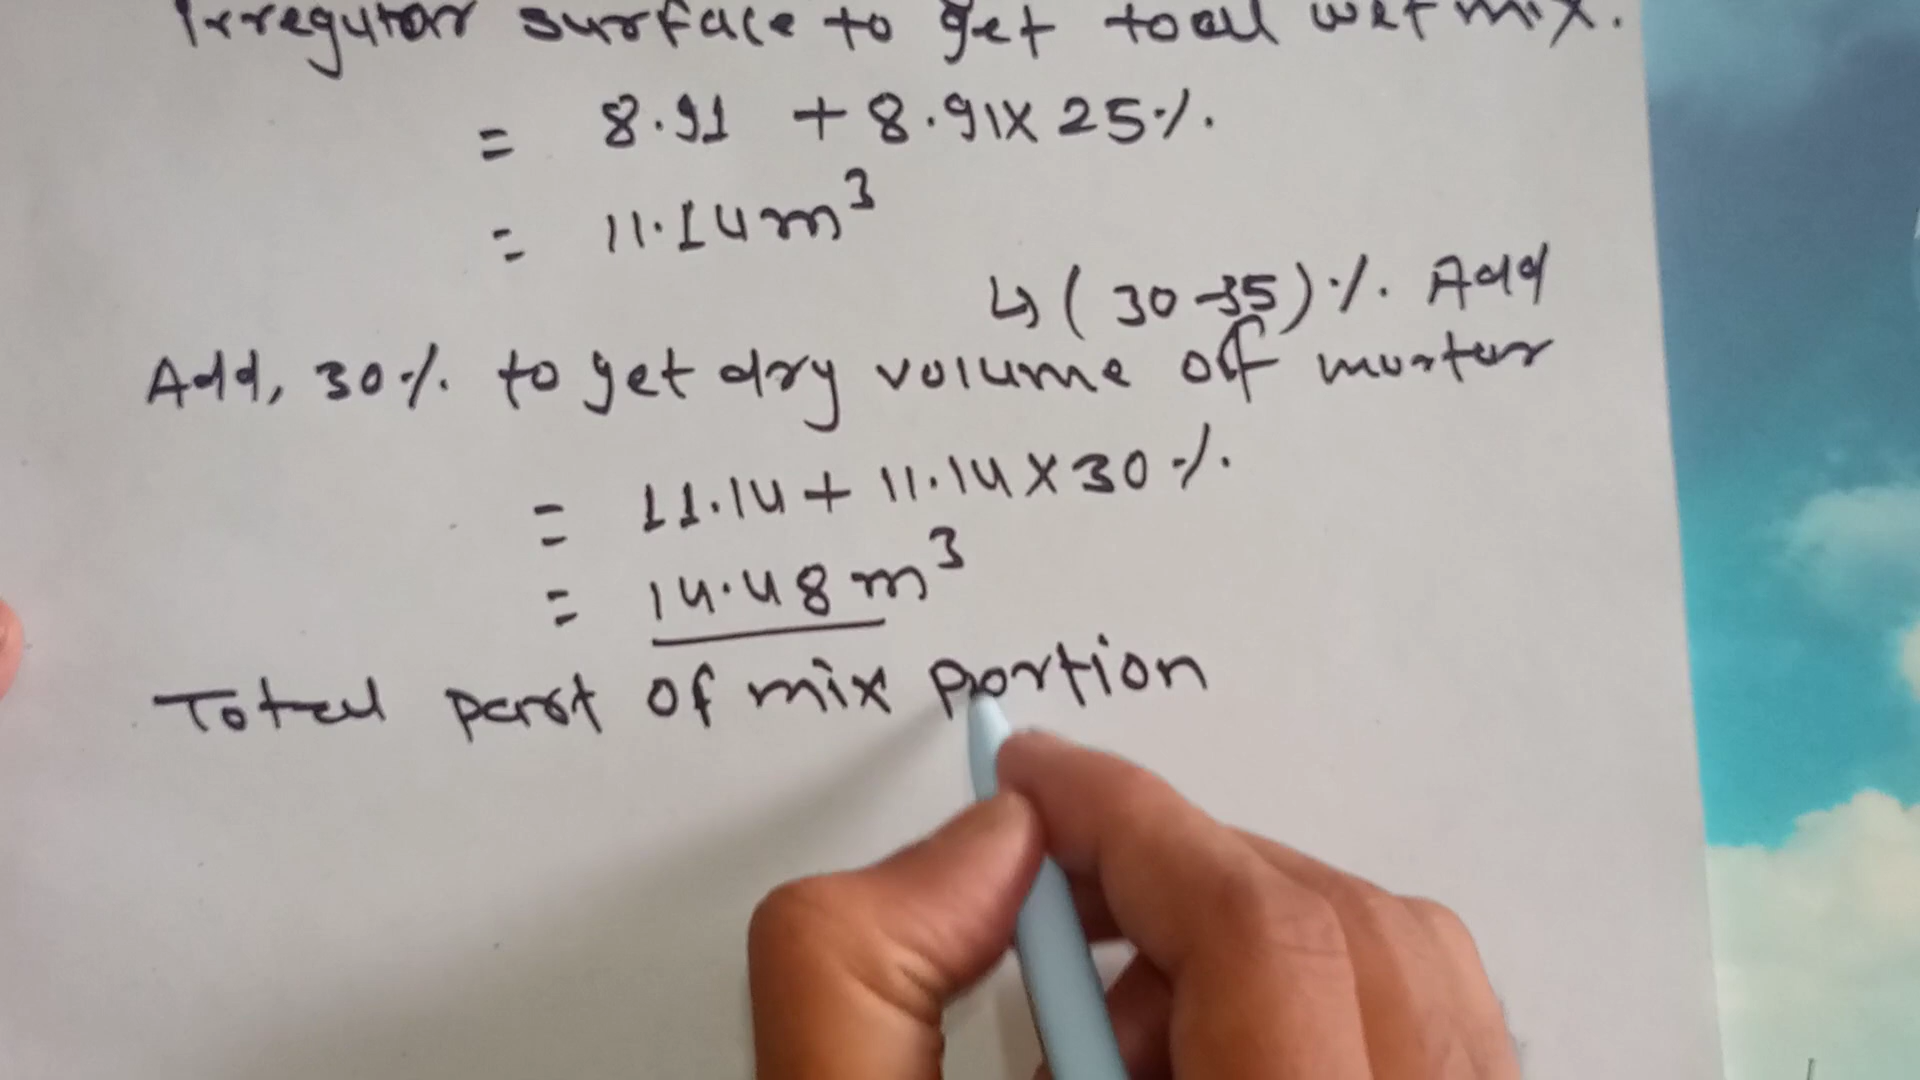 Irregular surface to get toal wet mix.
= 8.91 + 8.91 x 25%.
= 11.14 m³
↳ (30-35)%. Add
Add, 30%. to get dry volume of mortar
= 11.14 + 11.14 x 30%.
= 14.48 m³
Total part of mix portion